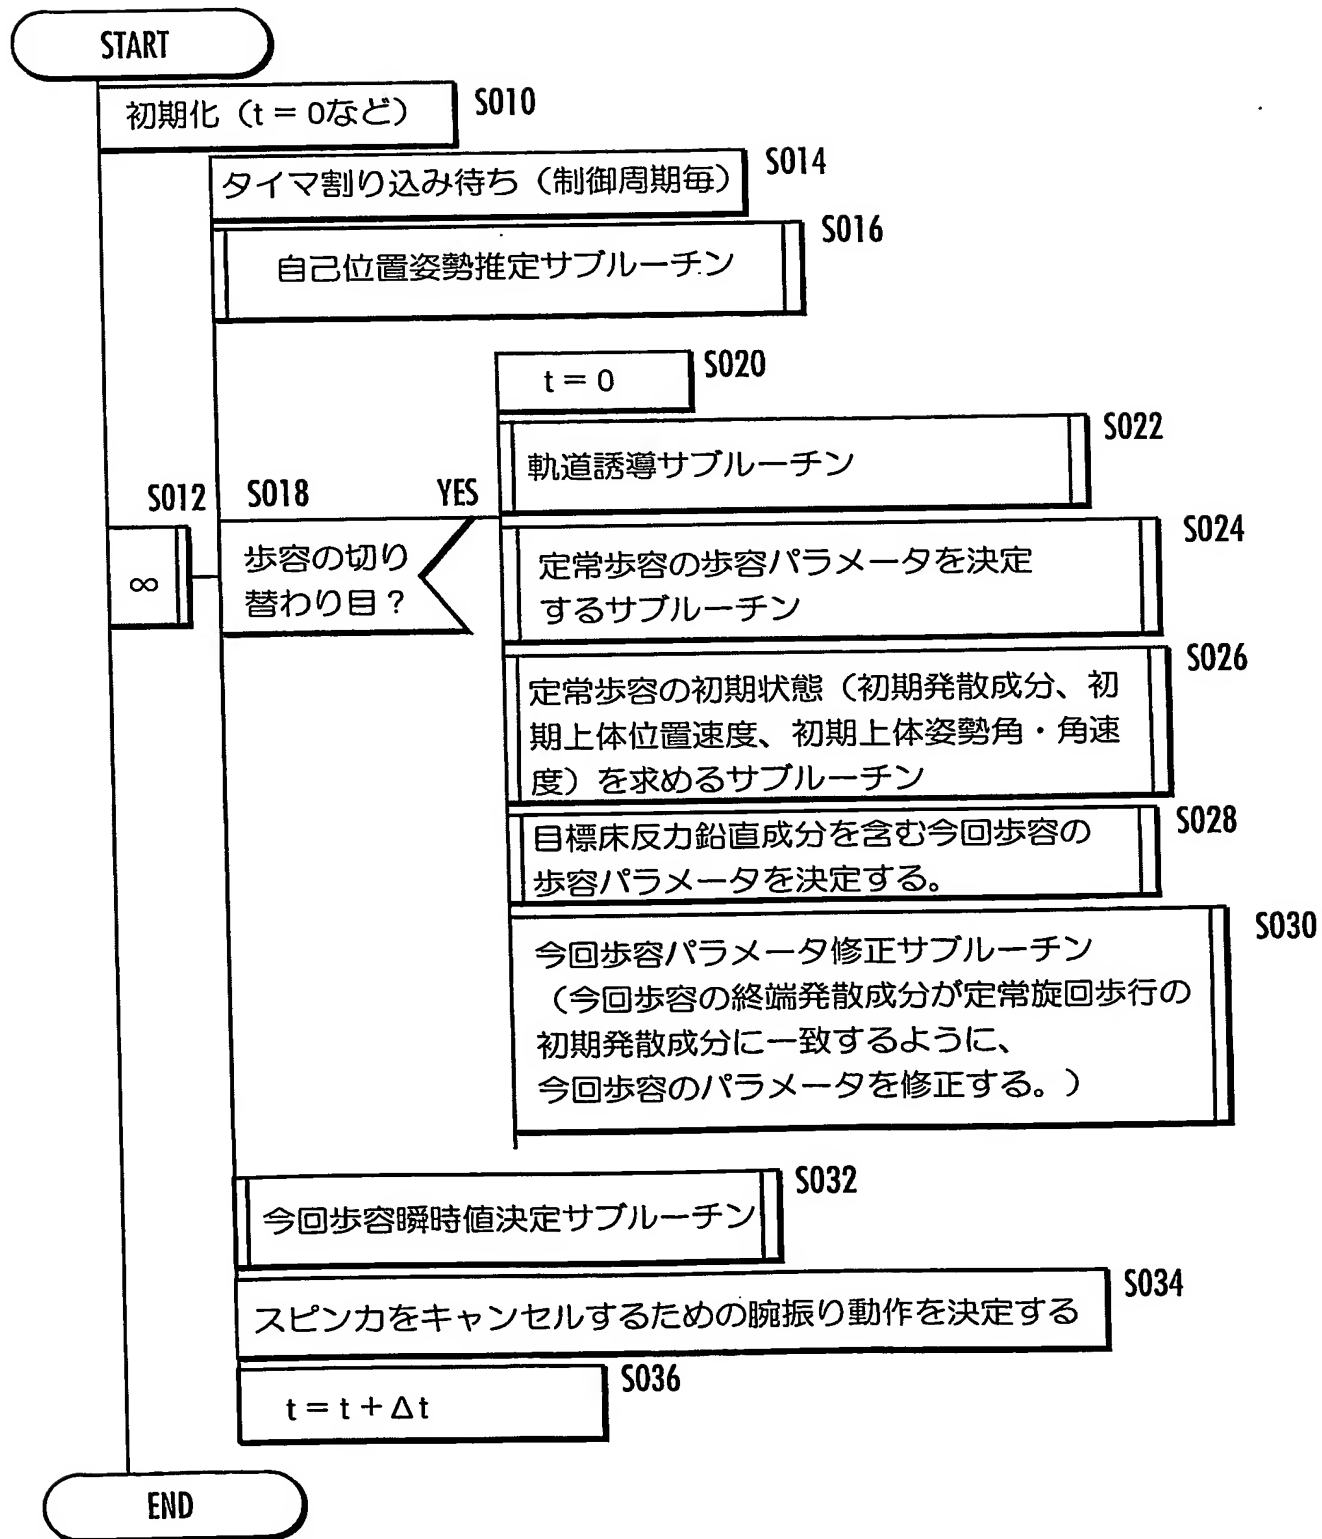 START
初期化（t = 0など）
S010
タイマ割り込み待ち（制御周期毎）
S014
自己位置姿勢推定サブルーチン
S016
t = 0
S020
軌道誘導サブルーチン
S022
S012
∞
S018
YES
歩容の切り
替わり目？
定常歩容の歩容パラメータを決定
するサブルーチン
S024
定常歩容の初期状態（初期発散成分、初
期上体位置速度、初期上体姿勢角・角速
度）を求めるサブルーチン
S026
目標床反力鉛直成分を含む今回歩容の
歩容パラメータを決定する。
S028
今回歩容パラメータ修正サブルーチン
（今回歩容の終端発散成分が定常旋回歩行の
初期発散成分に一致するように、
今回歩容のパラメータを修正する。）
S030
今回歩容瞬時値決定サブルーチン
S032
スピン力をキャンセルするための腕振り動作を決定する
S034
t = t + Δt
S036
END